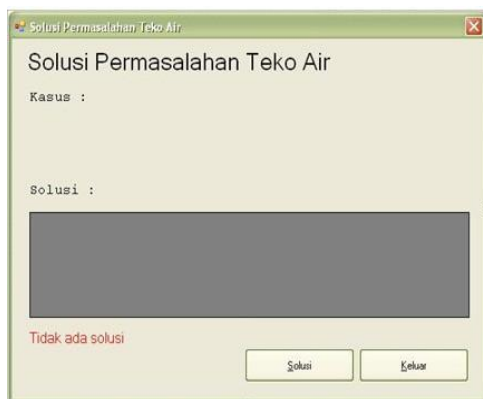 Solusi Permasalahan Teko Air
Solusi Permasalahan Teko Air
Kasus :
Solusi :
Tidak ada solusi
Solusi
Keluar